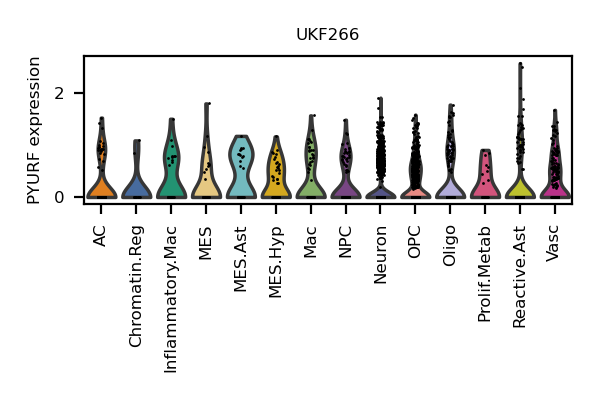 UKF266
PYURF expression
2
0
AC
Chromatin.Reg
Inflammatory.Mac
MES
MES.Ast
MES.Hyp
Mac
NPC
Neuron
OPC
Oligo
Prolif.Metab
Reactive.Ast
Vasc